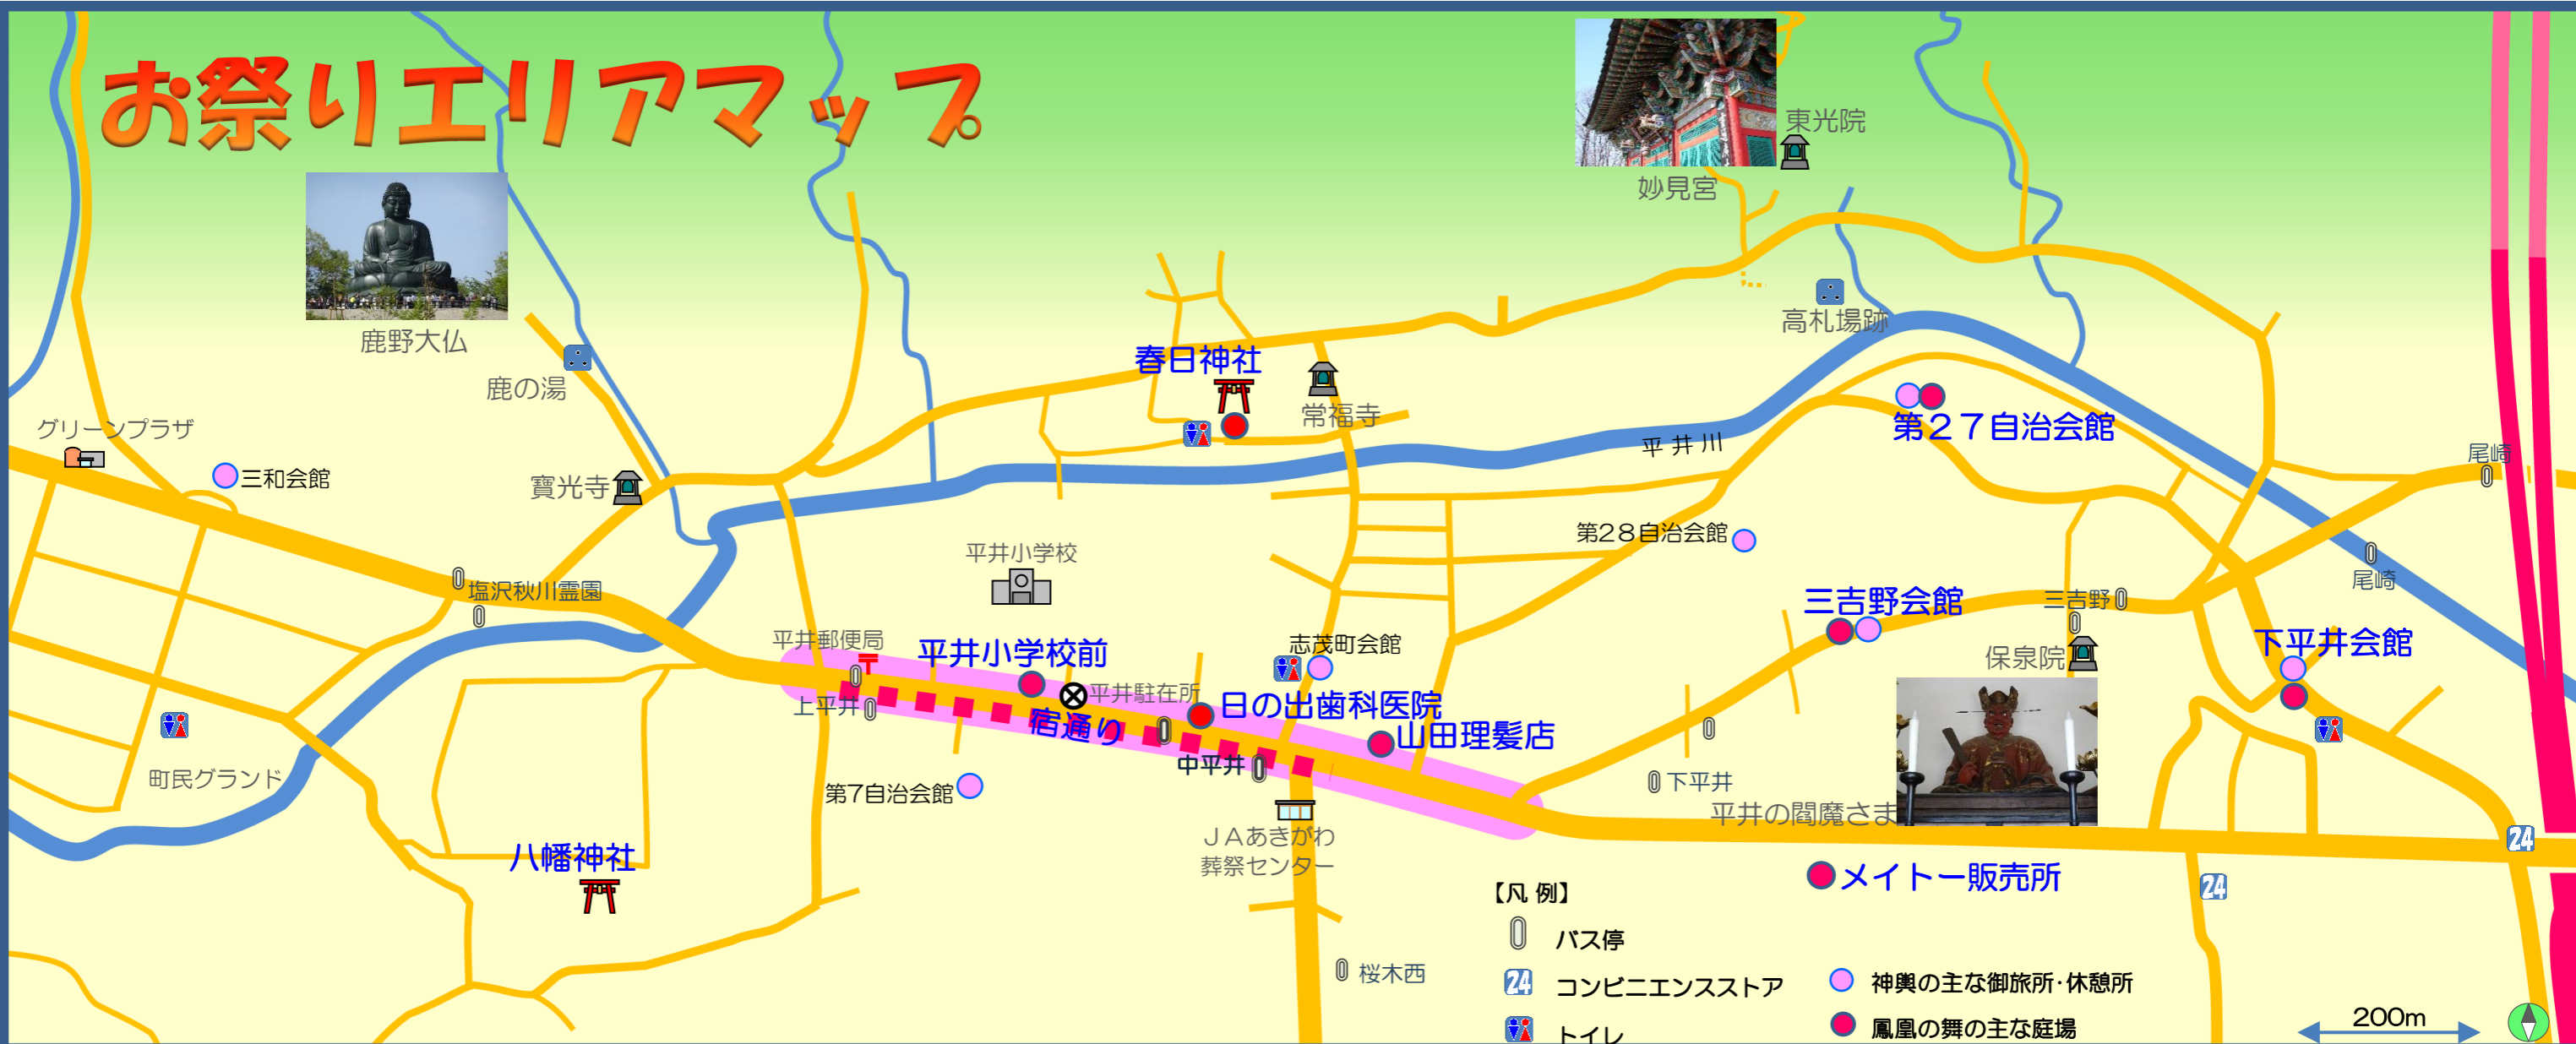 お祭りエリアマップ
東光院
妙見宮
鹿野大仏
高札場跡
春日神社
鹿の湯
常福寺
第２７自治会館
グリーンプラザ
平井川
尾崎
三和会館
寶光寺
第28自治会館
平井小学校
塩沢秋川霊園
尾崎
三吉野会館
三吉野
平井郵便局
平井小学校前
志茂町会館
下平井会館
保泉院
平井駐在所
上平井
日の出歯科医院
宿通り
山田理髪店
中平井
町民グランド
第7自治会館
下平井
平井の閻魔さま
ＪＡあきがわ
葬祭センター
八幡神社
24
メイトー販売所
24
【凡 例】
バス停
桜木西
24 コンビニエンスストア
神輿の主な御旅所･休憩所
トイレ
鳳凰の舞の主な庭場
200m